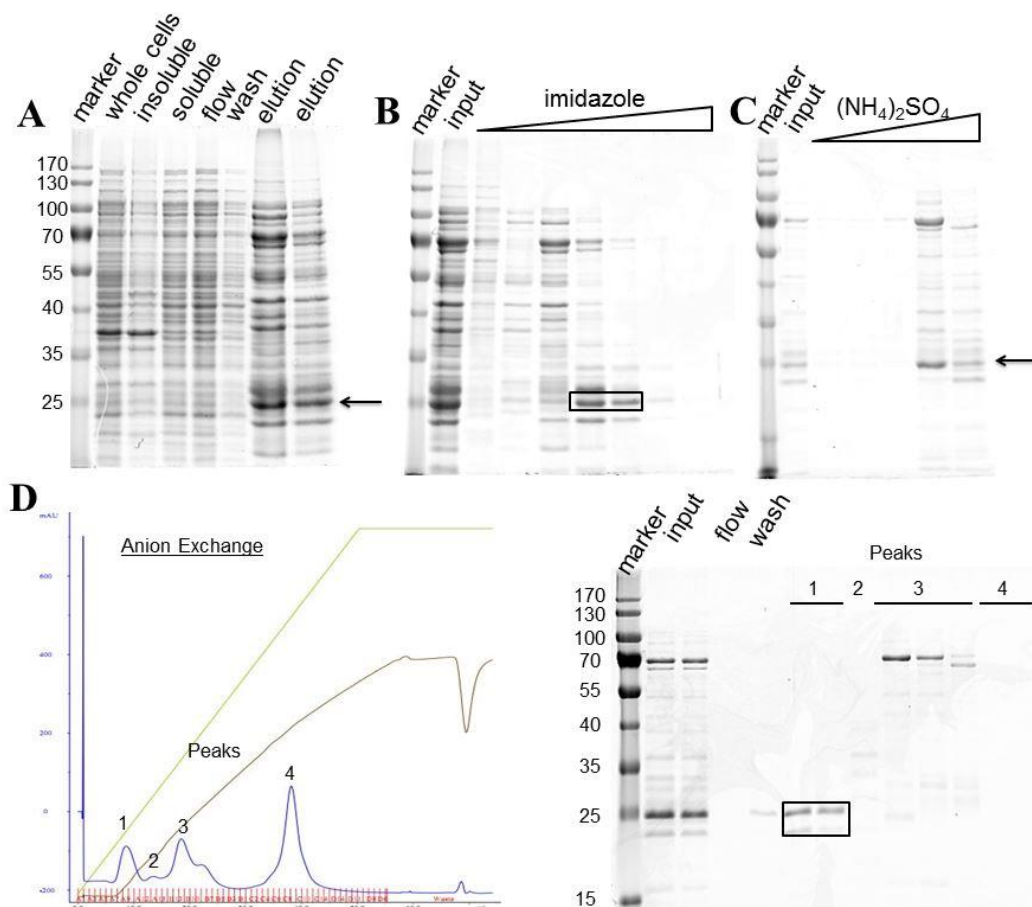 A
marker
whole cells
insoluble
soluble
flow
wash
elution
elution
170
130
100
70
55
40
35
25
B
marker
input
imidazole
C
marker
input
(NH₄)₂SO₄
D
mAU
Anion Exchange
600
400
200
0
-200
Peaks
1
2
3
4
Waste
marker
input
flow
wash
Peaks
1 2 3 4
170
130
100
70
55
40
35
25
15